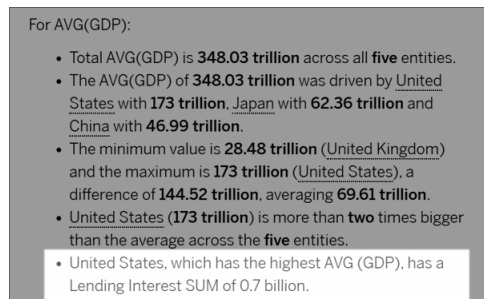 For AVG(GDP):
• Total AVG(GDP) is 348.03 trillion across all five entities.
• The AVG(GDP) of 348.03 trillion was driven by United
States with 173 trillion, Japan with 62.36 trillion and
China with 46.99 trillion.
• The minimum value is 28.48 trillion (United Kingdom)
and the maximum is 173 trillion (United States), a
difference of 144.52 trillion, averaging 69.61 trillion.
• United States (173 trillion) is more than two times bigger
than the average across the five entities.
• United States, which has the highest AVG (GDP), has a
Lending Interest SUM of 0.7 billion.